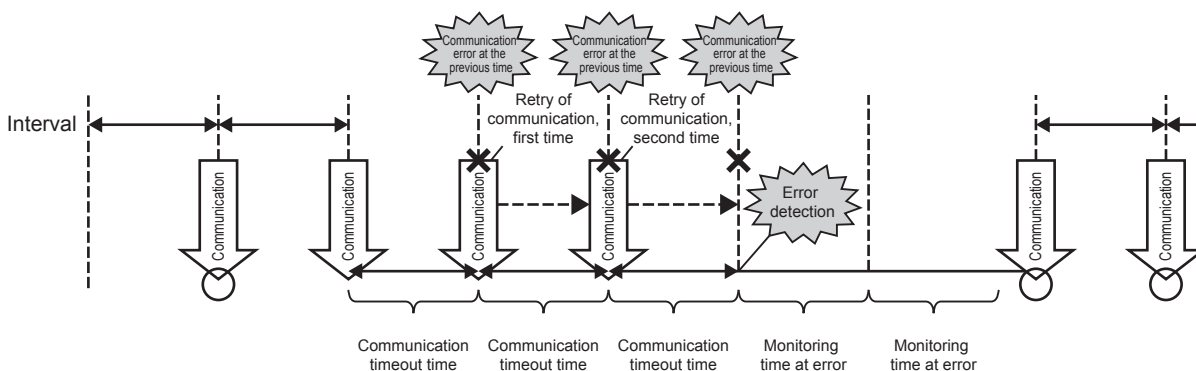 Communication
error at the
previous time
Communication
error at the
previous time
Communication
error at the
previous time
Retry of
communication,
first time
Retry of
communication,
second time
Interval
Communication
Communication
Communication
Communication
Error
detection
Communication
Communication
Communication
timeout time
Communication
timeout time
Communication
timeout time
Monitoring
time at error
Monitoring
time at error